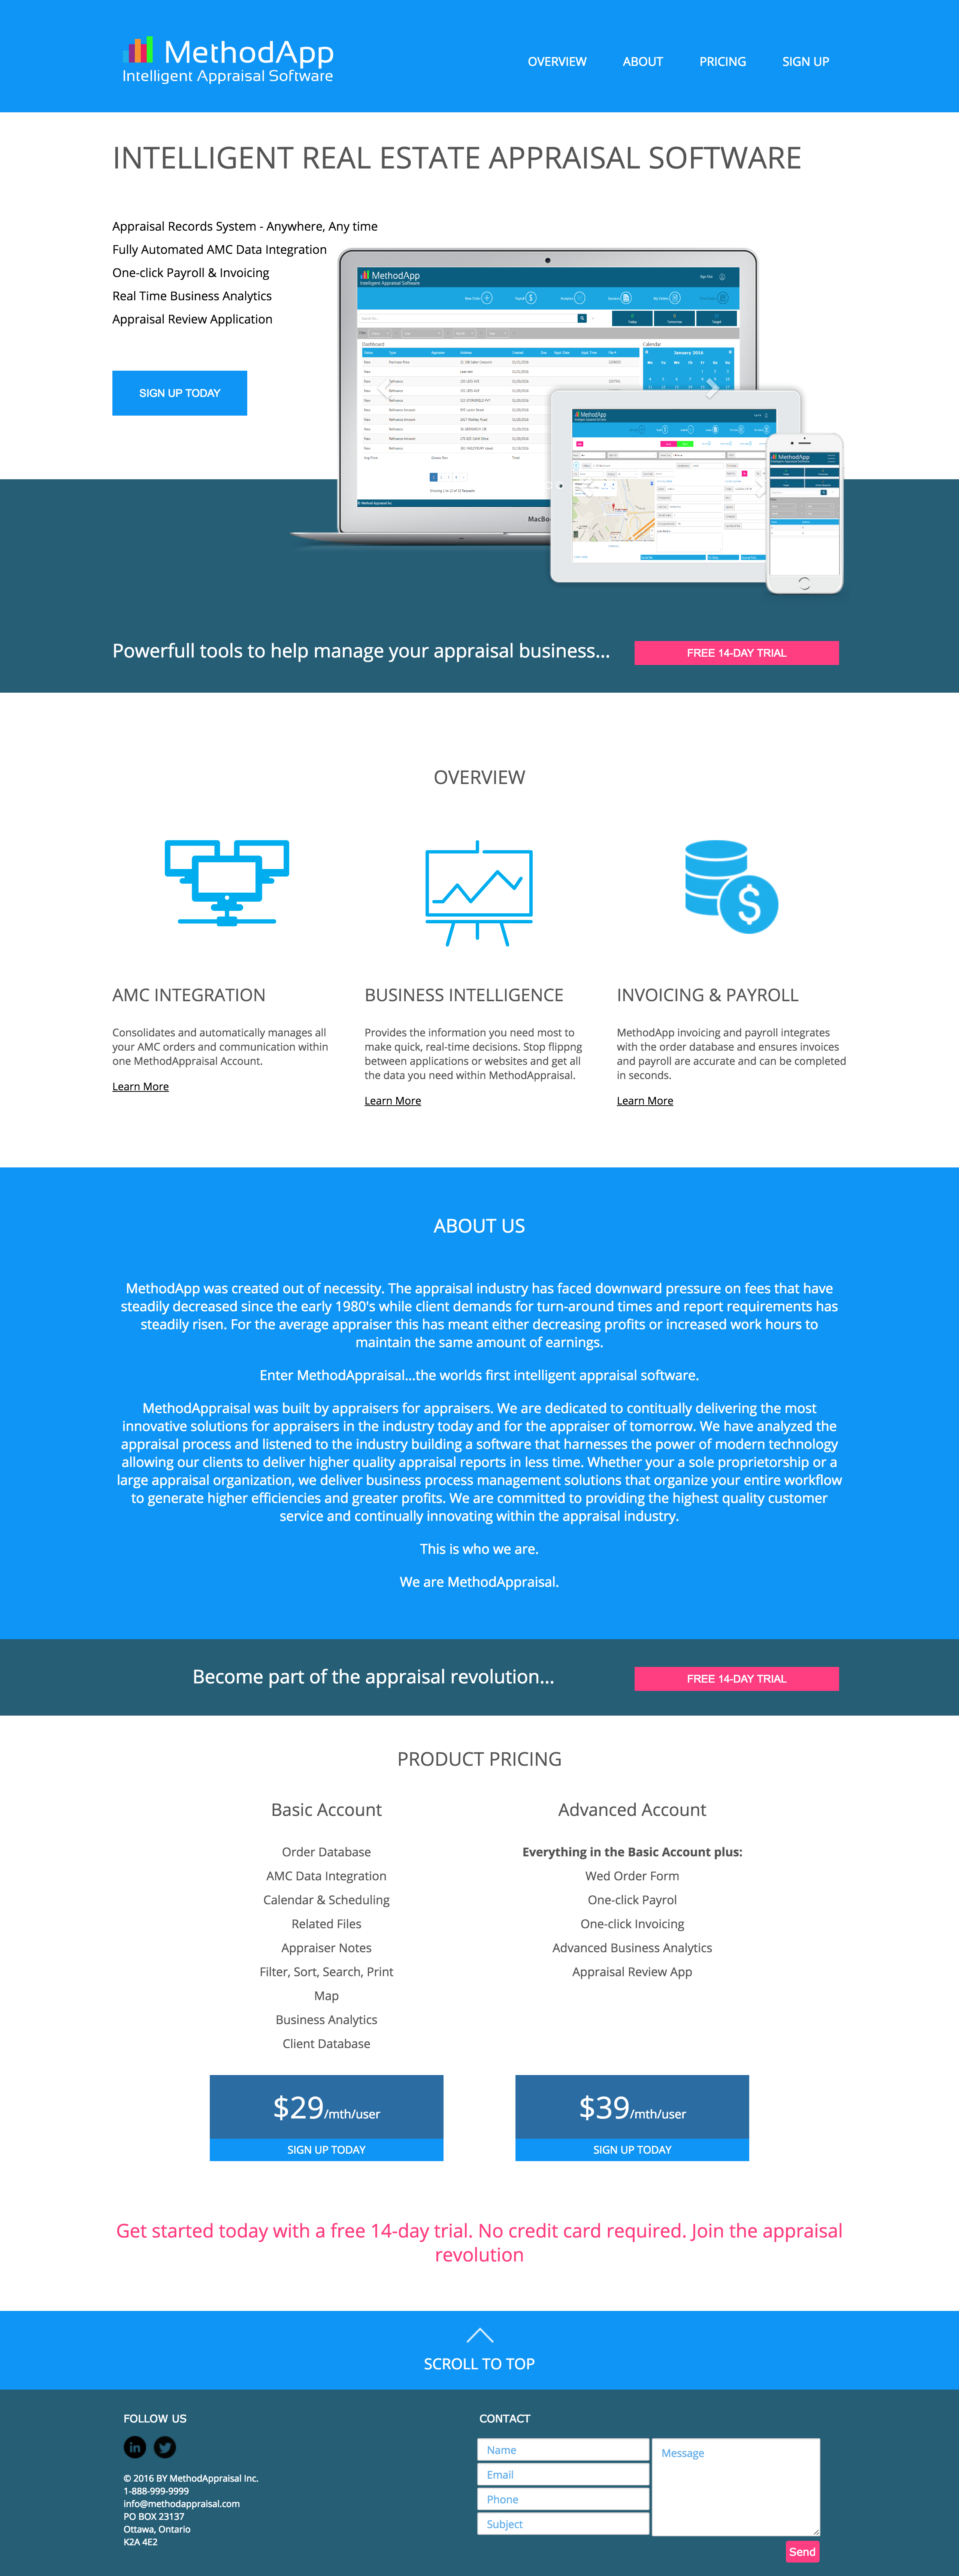 MethodApp
Intelligent Appraisal Software
OVERVIEW
ABOUT
PRICING
SIGN UP
INTELLIGENT REAL ESTATE APPRAISAL SOFTWARE
Appraisal Records System - Anywhere, Any time
Fully Automated AMC Data Integration
One-click Payroll & Invoicing
Real Time Business Analytics
Appraisal Review Application
SIGN UP TODAY
MethodApp
Intelligent Appraisal Software
Dashboard
Calendar
January 2016
MacBo
MethodApp
MethodApp
Powerfull tools to help manage your appraisal business...
FREE 14-DAY TRIAL
OVERVIEW
AMC INTEGRATION
Consolidates and automatically manages all
your AMC orders and communication within
one MethodAppraisal Account.
Learn More
BUSINESS INTELLIGENCE
Provides the information you need most to
make quick, real-time decisions. Stop flippng
between applications or websites and get all
the data you need within MethodAppraisal.
Learn More
INVOICING & PAYROLL
MethodApp invoicing and payroll integrates
with the order database and ensures invoices
and payroll are accurate and can be completed
in seconds.
Learn More
ABOUT US
MethodApp was created out of necessity. The appraisal industry has faced downward pressure on fees that have
steadily decreased since the early 1980's while client demands for turn-around times and report requirements has
steadily risen. For the average appraiser this has meant either decreasing profits or increased work hours to
maintain the same amount of earnings.
Enter MethodAppraisal...the worlds first intelligent appraisal software.
MethodAppraisal was built by appraisers for appraisers. We are dedicated to contitually delivering the most
innovative solutions for appraisers in the industry today and for the appraiser of tomorrow. We have analyzed the
appraisal process and listened to the industry building a software that harnesses the power of modern technology
allowing our clients to deliver higher quality appraisal reports in less time. Whether your a sole proprietorship or a
large appraisal organization, we deliver business process management solutions that organize your entire workflow
to generate higher efficiencies and greater profits. We are committed to providing the highest quality customer
service and continually innovating within the appraisal industry.
This is who we are.
We are MethodAppraisal.
Become part of the appraisal revolution...
FREE 14-DAY TRIAL
PRODUCT PRICING
Basic Account
Order Database
AMC Data Integration
Calendar & Scheduling
Related Files
Appraiser Notes
Filter, Sort, Search, Print
Map
Business Analytics
Client Database
$29/mth/user
SIGN UP TODAY
Advanced Account
Everything in the Basic Account plus:
Wed Order Form
One-click Payrol
One-click Invoicing
Advanced Business Analytics
Appraisal Review App
$39/mth/user
SIGN UP TODAY
Get started today with a free 14-day trial. No credit card required. Join the appraisal
revolution
SCROLL TO TOP
FOLLOW US
in
© 2016 BY MethodAppraisal Inc.
1-888-999-9999
info@methodappraisal.com
PO BOX 23137
Ottawa, Ontario
K2A 4E2
CONTACT
Name
Email
Phone
Subject
Message
Send